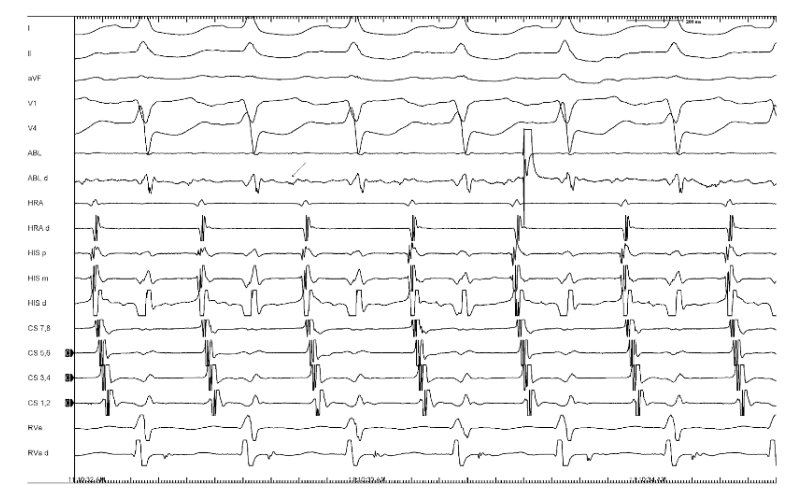 200 ms
I
II
aVF
V1
V4
ABL
ABL d
HRA
HRA d
HIS p
HIS m
HIS d
CS 7,8
CS 5,6
CS 3,4
CS 1,2
RVa
RVa d